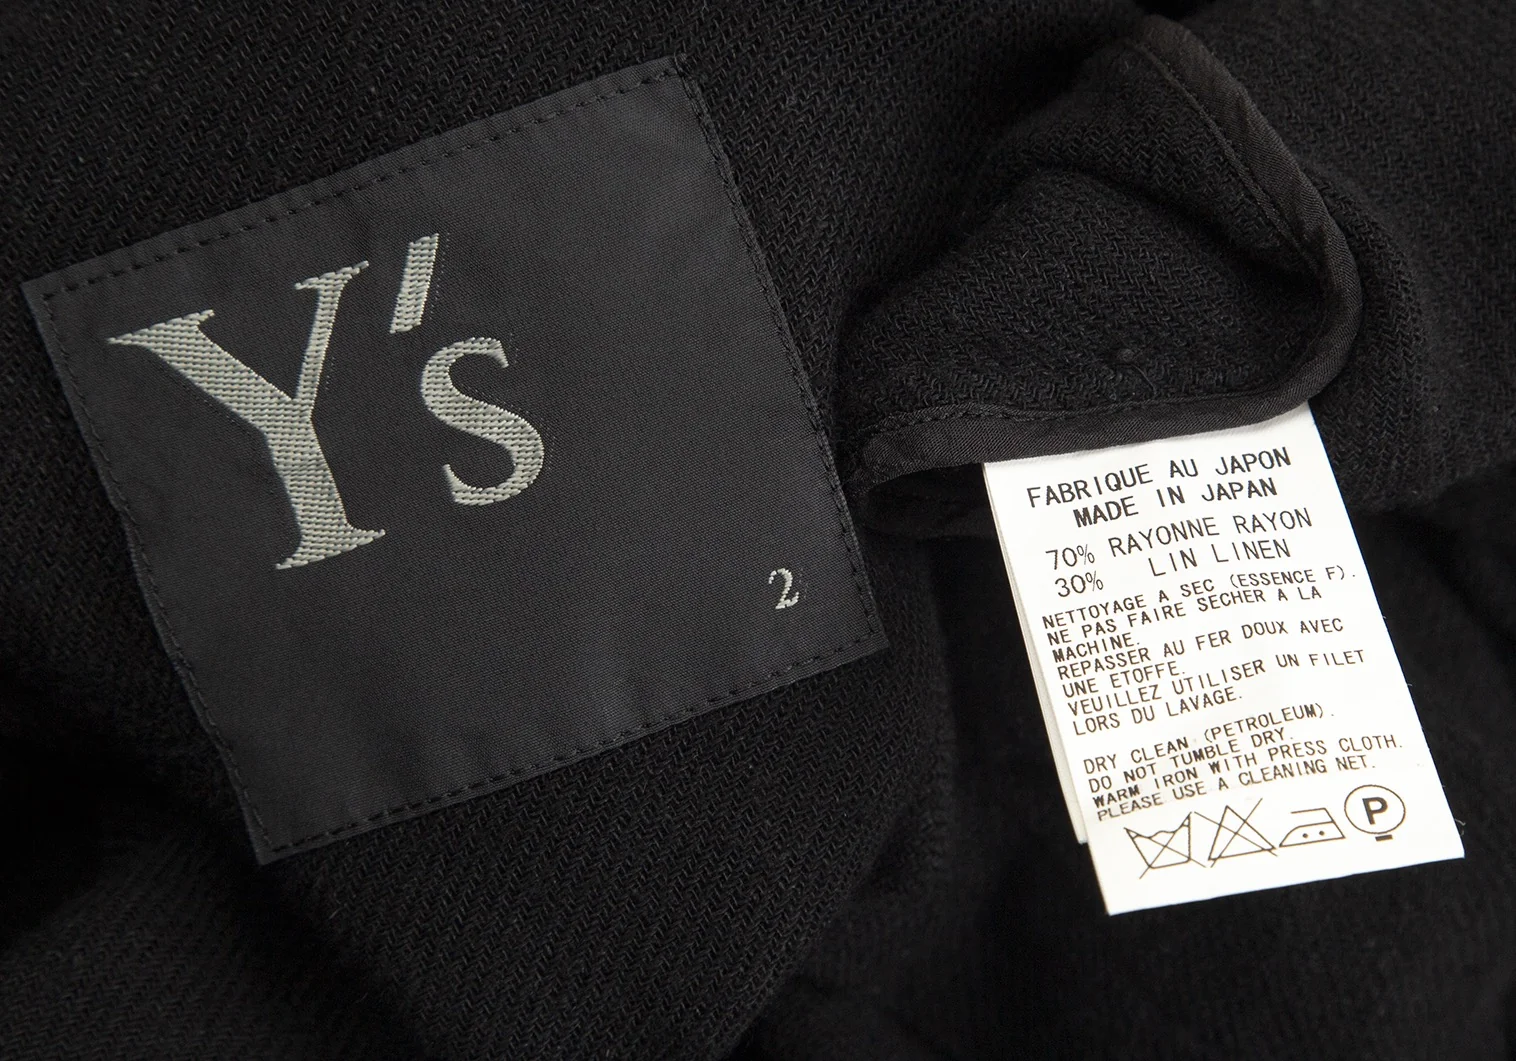 Y's
2
FABRIQUE AU JAPON
MADE IN JAPAN
70% RAYONNE RAYON
30% LIN LINEN
NETTOYAGE A SEC (ESSENCE F).
NE PAS FAIRE SECHER A LA
MACHINE.
REPASSER AU FER DOUX AVEC
UNE ETOFFE.
VEUILLEZ UTILISER UN FILET
LORS DU LAVAGE.
DRY CLEAN (PETROLEUM).
DO NOT TUMBLE DRY.
WARM IRON WITH PRESS CLOTH.
PLEASE USE A CLEANING NET.
P